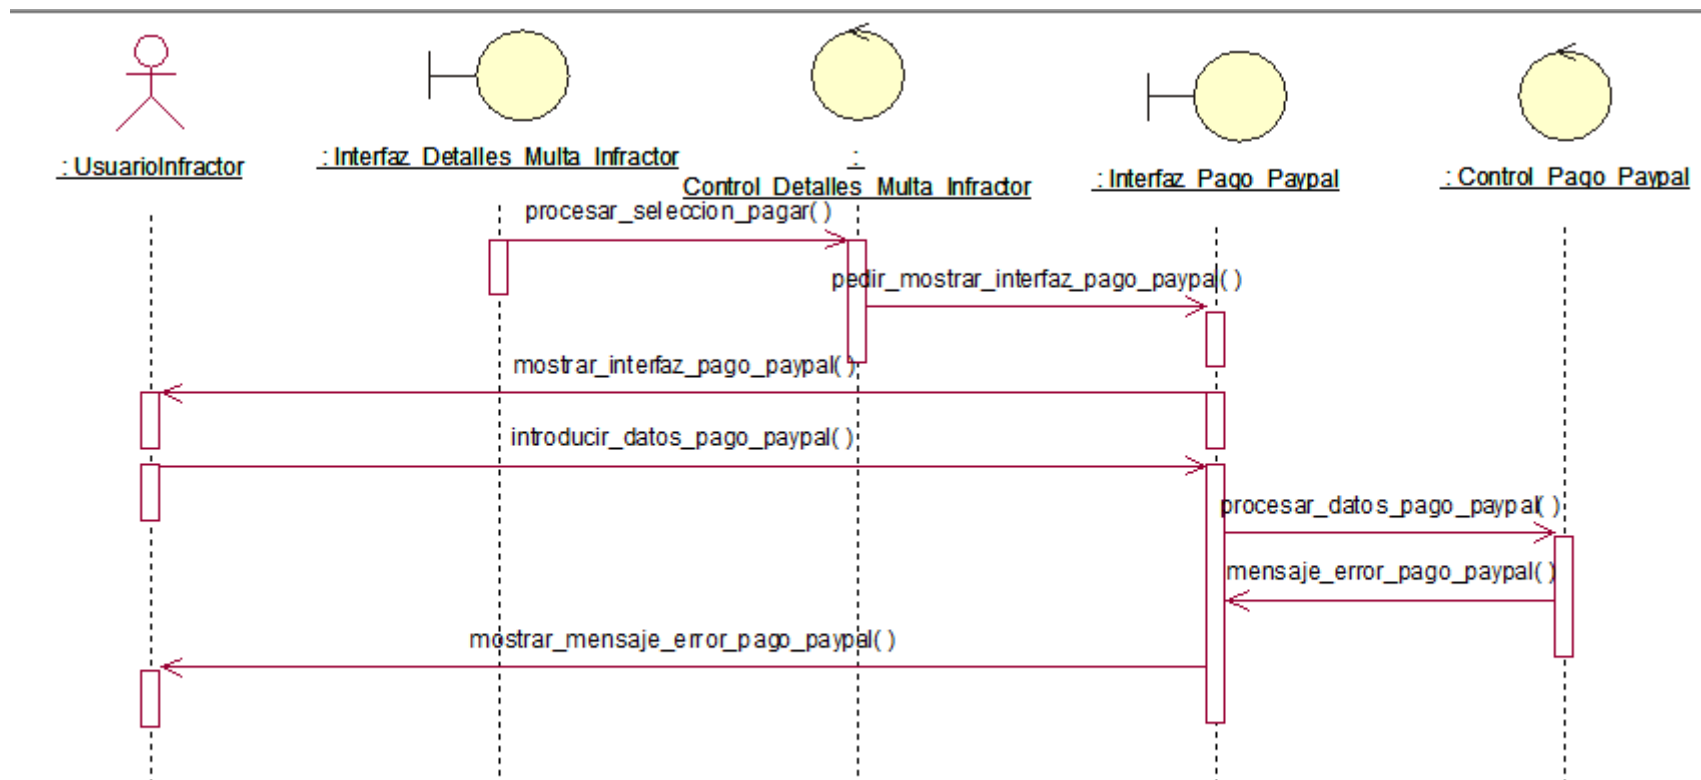 : UsuarioInfractor
: Interfaz_Detalles_Multa_Infractor
:
Control_Detalles_Multa_Infractor
: Interfaz_Pago_Paypal
: Control_Pago_Paypal
procesar_seleccion_pagar( )
pedir_mostrar_interfaz_pago_paypal( )
mostrar_interfaz_pago_paypal( )
introducir_datos_pago_paypal( )
procesar_datos_pago_paypal( )
mensaje_error_pago_paypal( )
mostrar_mensaje_error_pago_paypal( )